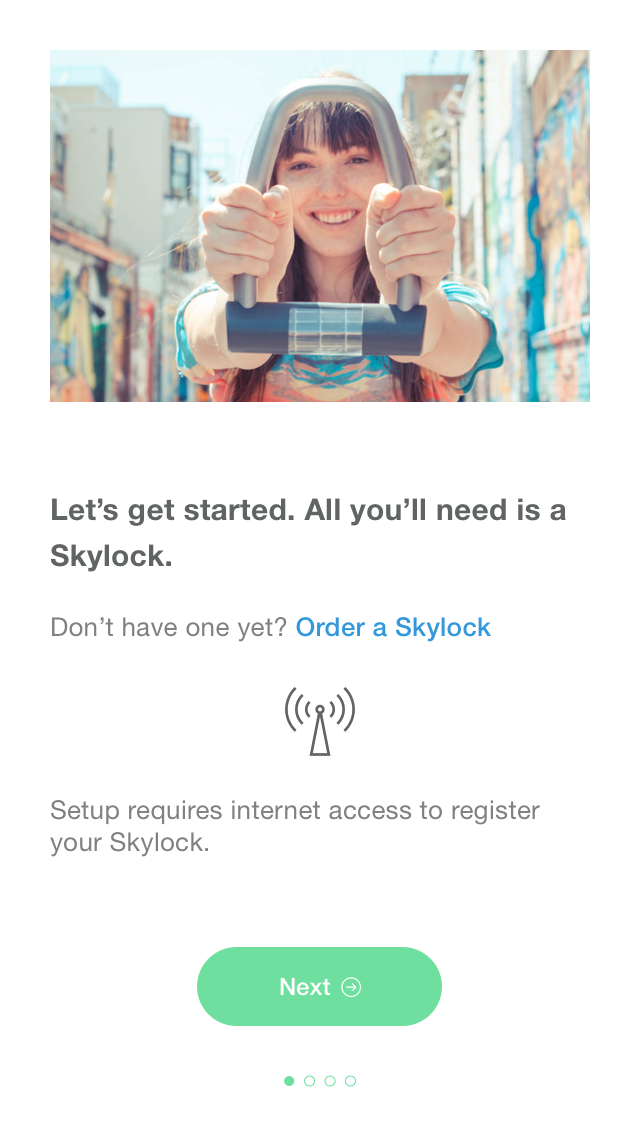 Let’s get started. All you’ll need is a
Skylock.
Don’t have one yet? Order a Skylock
Setup requires internet access to register
your Skylock.
Next